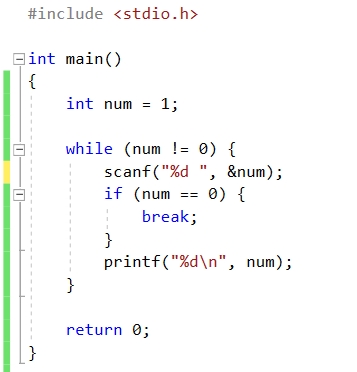 #include <stdio.h>
int main()
{
int num = 1;
while (num != 0) {
scanf("%d ", &num);
if (num == 0) {
break;
}
printf("%d\n", num);
}
return 0;
}